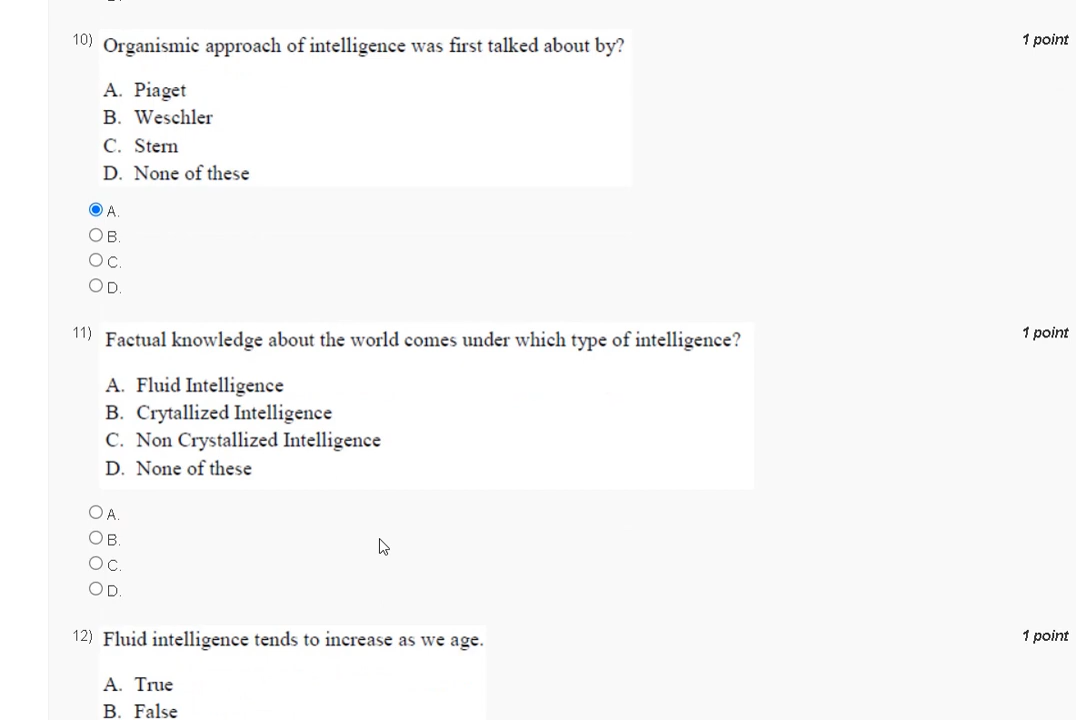 10) Organismic approach of intelligence was first talked about by? 1 point
A. Piaget
B. Weschler
C. Stern
D. None of these
A.
B.
C.
D.
11) Factual knowledge about the world comes under which type of intelligence? 1 point
A. Fluid Intelligence
B. Crytallized Intelligence
C. Non Crystallized Intelligence
D. None of these
A.
B.
C.
D.
12) Fluid intelligence tends to increase as we age. 1 point
A. True
B. False